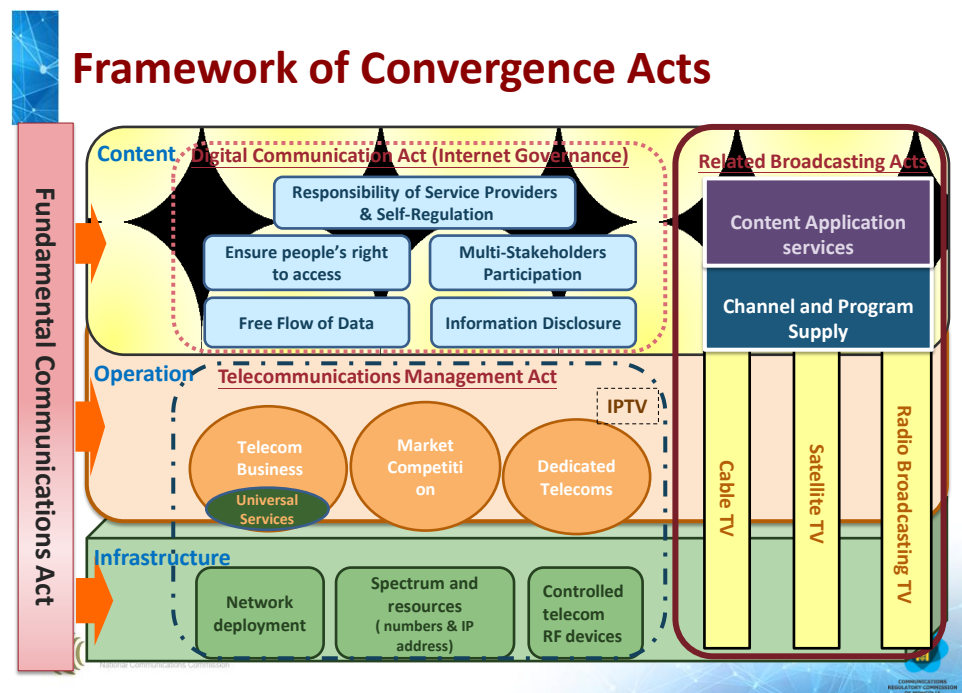 Framework of Convergence Acts
Fundamental Communications Act
Content
Digital Communication Act (Internet Governance)
Responsibility of Service Providers
& Self-Regulation
Ensure people's right
to access
Multi-Stakeholders
Participation
Free Flow of Data
Information Disclosure
Related Broadcasting Acts
Content Application
services
Channel and Program
Supply
Cable TV
Satellite TV
Radio Broadcasting TV
Operation
Telecommunications Management Act
IPTV
Telecom
Business
Universal
Services
Market
Competiti
on
Dedicated
Telecoms
Infrastructure
Network
deployment
Spectrum and
resources
( numbers & IP
address)
Controlled
telecom
RF devices
National Communications Commission
COMMUNICATIONS
REGULATORY COMMISSION